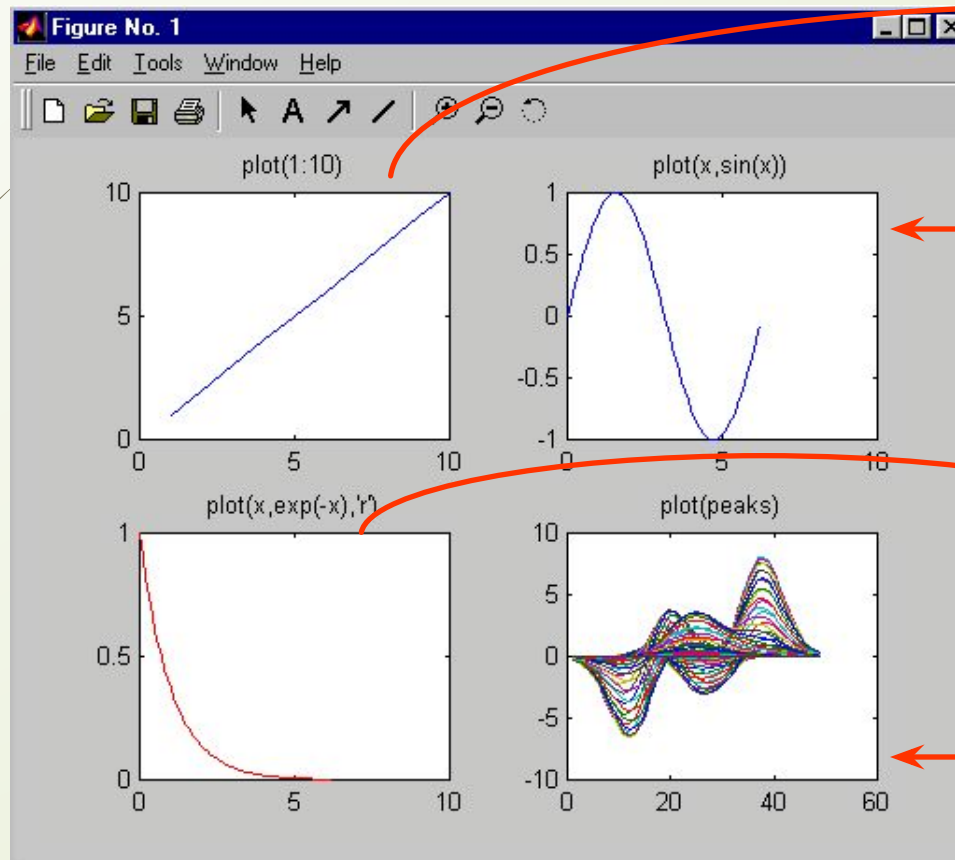 Figure No. 1
File Edit Tools Window Help
A
plot(1:10)
10
5
0
0 5 10
plot(x,sin(x))
1
0.5
0
-0.5
-1
0 5 10
plot(x,exp(-x),'r')
1
0.5
0
0 5 10
plot(peaks)
10
5
0
-5
-10
0 20 40 60